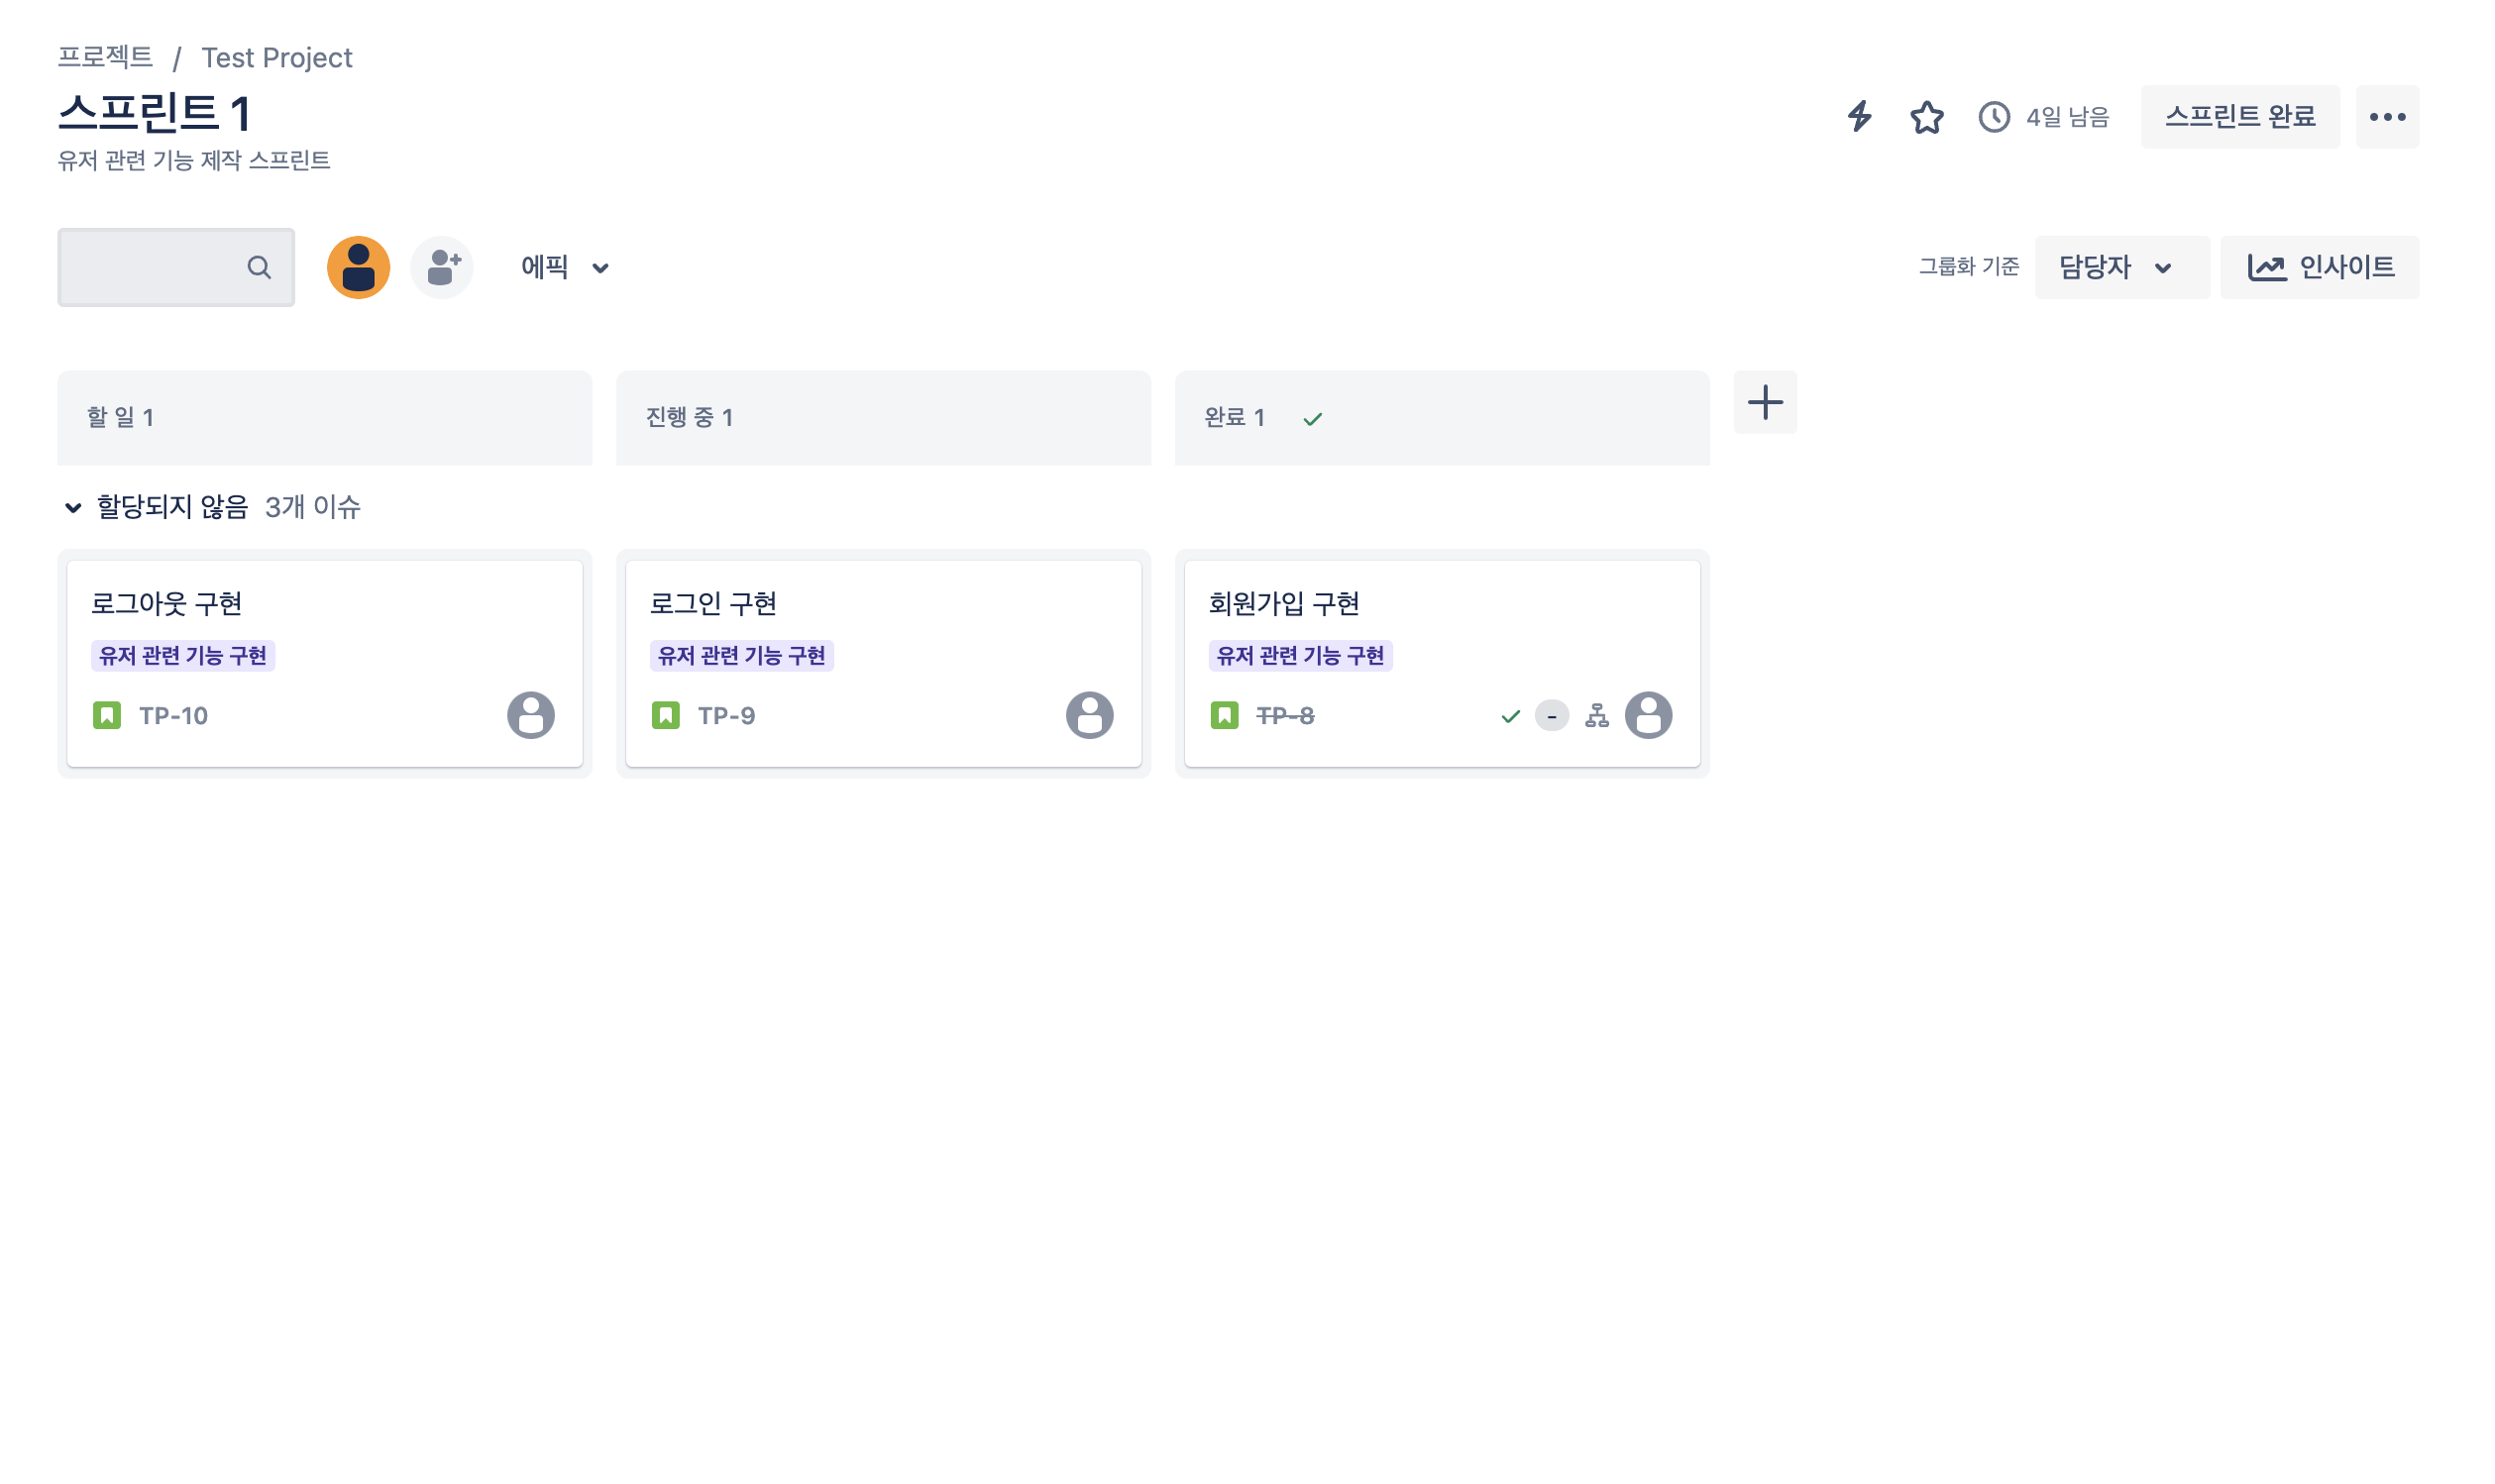 프로젝트 / Test Project
스프린트 1
4일 남음
스프린트 완료
유저 관련 기능 제작 스프린트
에픽
그룹화 기준
담당자
인사이트
할 일 1
진행 중 1
완료 1
할당되지 않음 3개 이슈
로그아웃 구현
유저 관련 기능 구현
TP-10
로그인 구현
유저 관련 기능 구현
TP-9
회원가입 구현
유저 관련 기능 구현
TP-8
-